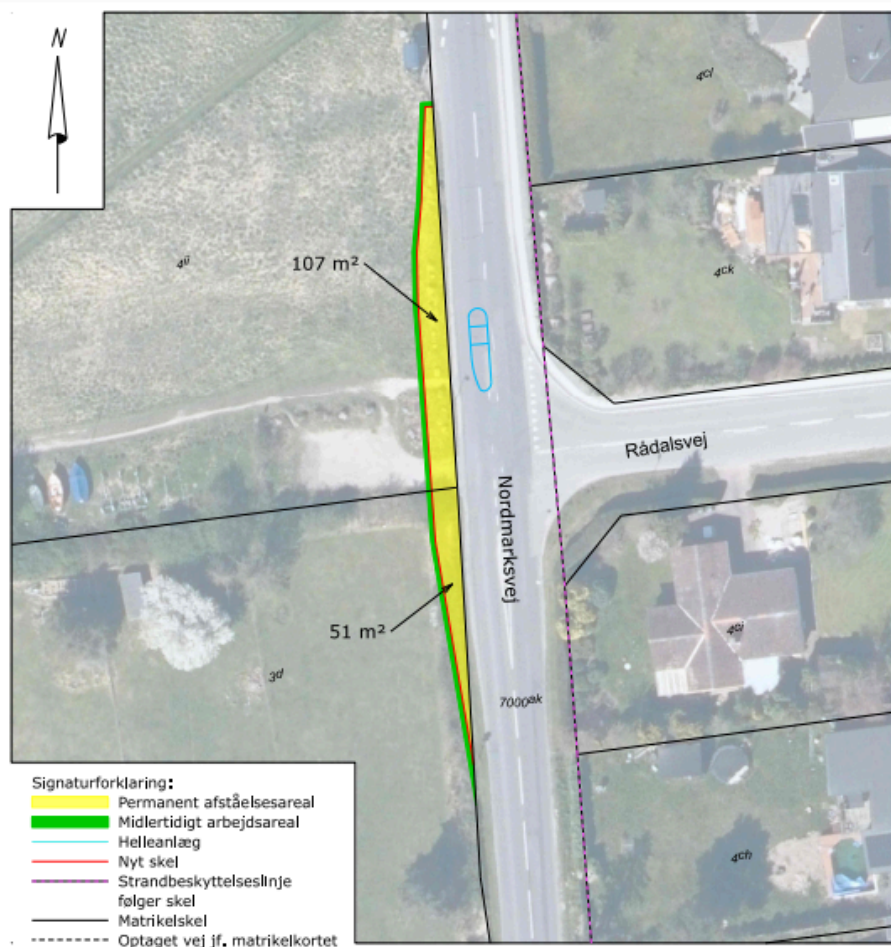 N
4cl
107 m²
4ii
4ck
Rådalsvej
Nordmarksvej
51 m²
4cj
3d
7000ak
4ch
Signaturforklaring:
Permanent afståelsesareal
Midlertidigt arbejdsareal
Helleanlæg
Nyt skel
Strandbeskyttelseslinje
følger skel
Matrikelskel
Optaget vej jf. matrikelkortet